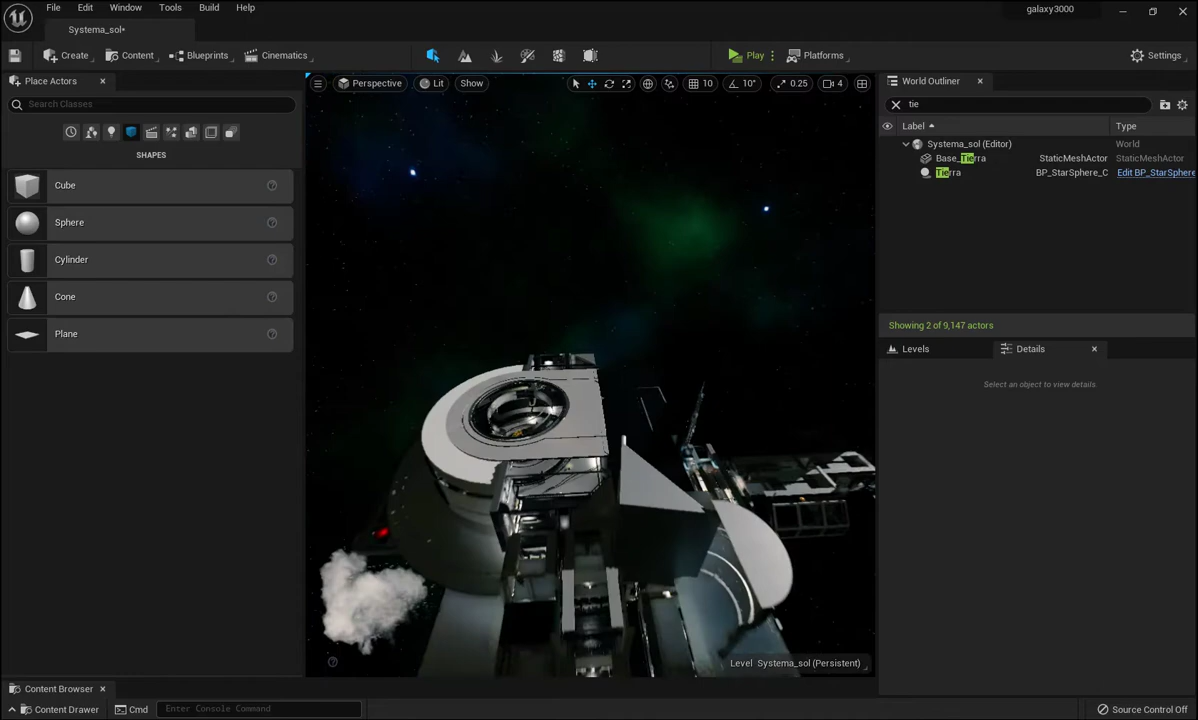 File Edit Window Tools Build Help
galaxy3000
Systema_sol•
Create Content Blueprints Cinematics Play Platforms Settings
Place Actors
Search Classes
SHAPES
Cube
Sphere
Cylinder
Cone
Plane
Perspective Lit Show 10 10° 0.25 4
Level Systema_sol (Persistent)
World Outliner
tie
Label Type
Systema_sol (Editor) World
Base_Tierra StaticMeshActor StaticMeshActor
Tierra BP_StarSphere_C Edit BP_StarSphere
Showing 2 of 9,147 actors
Levels Details
Select an object to view details.
Content Browser
Content Drawer Cmd Enter Console Command Source Control Off